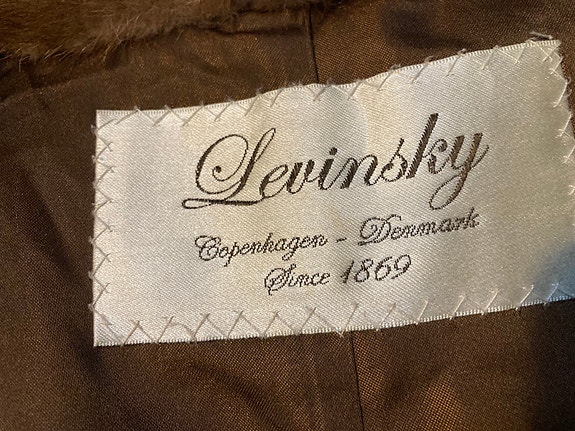 Levinsky
Copenhagen - Denmark
Since 1869